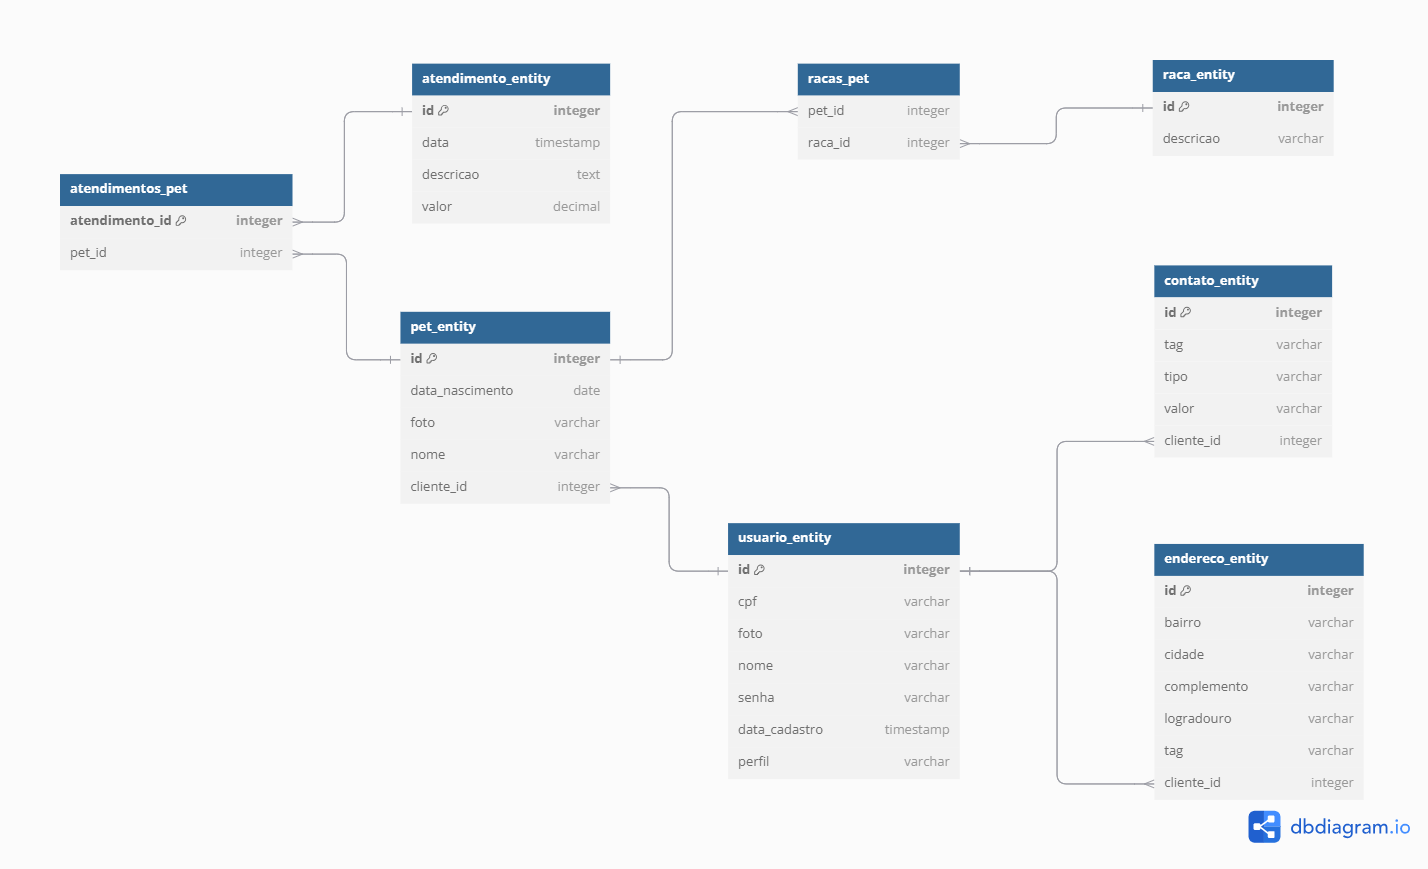 atendimento_entity
id integer
data timestamp
descricao text
valor decimal
racas_pet
pet_id integer
raca_id integer
raca_entity
id integer
descricao varchar
atendimentos_pet
atendimento_id integer
pet_id integer
pet_entity
id integer
data_nascimento date
foto varchar
nome varchar
cliente_id integer
contato_entity
id integer
tag varchar
tipo varchar
valor varchar
cliente_id integer
usuario_entity
id integer
cpf varchar
foto varchar
nome varchar
senha varchar
data_cadastro timestamp
perfil varchar
endereco_entity
id integer
bairro varchar
cidade varchar
complemento varchar
logradouro varchar
tag varchar
cliente_id integer
dbdiagram.io